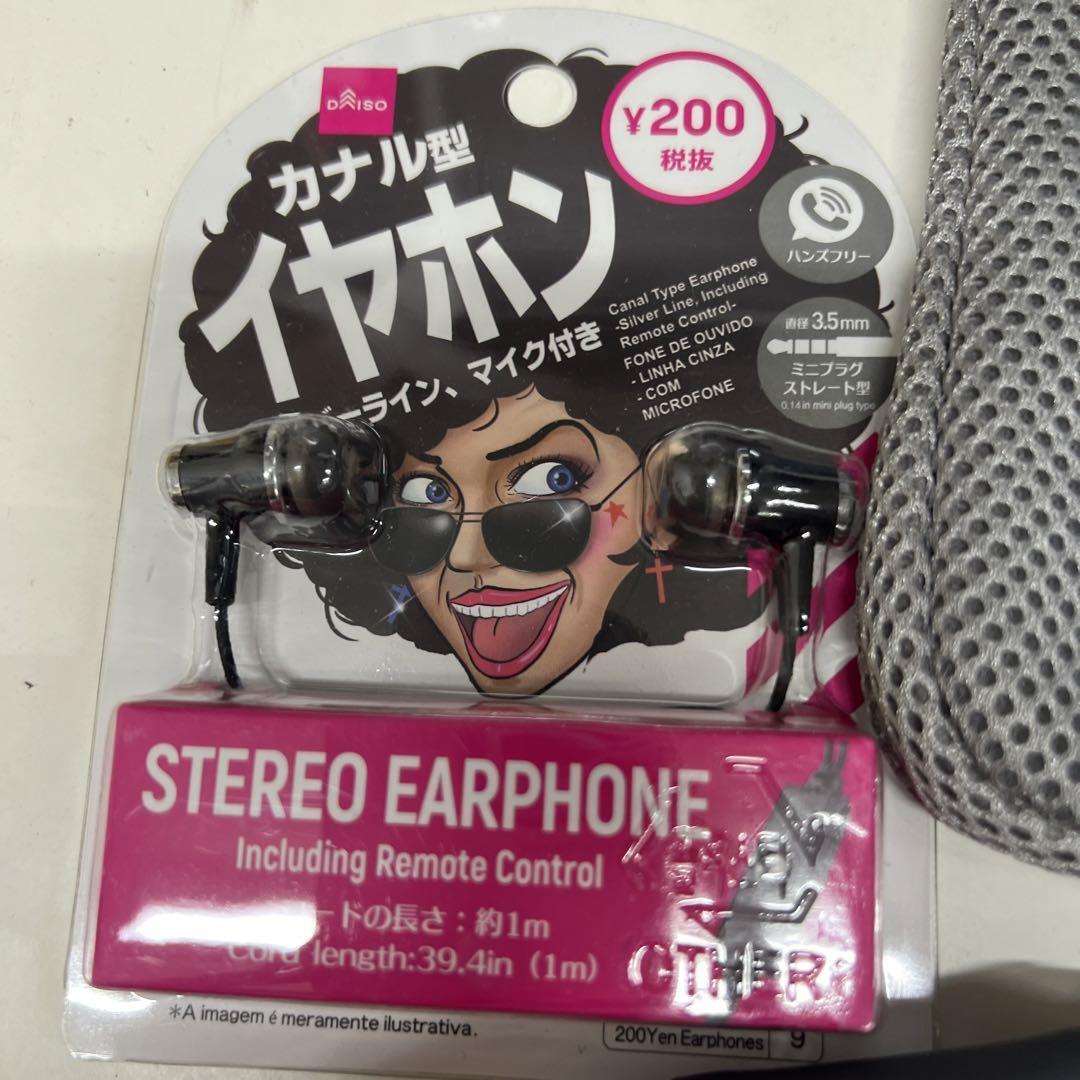 DAISO
¥200
税抜
カナル型
イヤホン
バーライン、マイク付き
ハンズフリー
Canal Type Earphone
-Silver Line, Including
Remote Control-
FONE DE OUVIDO
- LINHA CINZA
- COM
MICROFONE
直径 3.5mm
ミニプラグ
ストレート型
0.14 in mini plug type
STEREO EARPHONE
Including Remote Control
ードの長さ：約1m
Cord length:39.4in (1m)
*A imagem é meramente ilustrativa.
200Yen Earphones 9